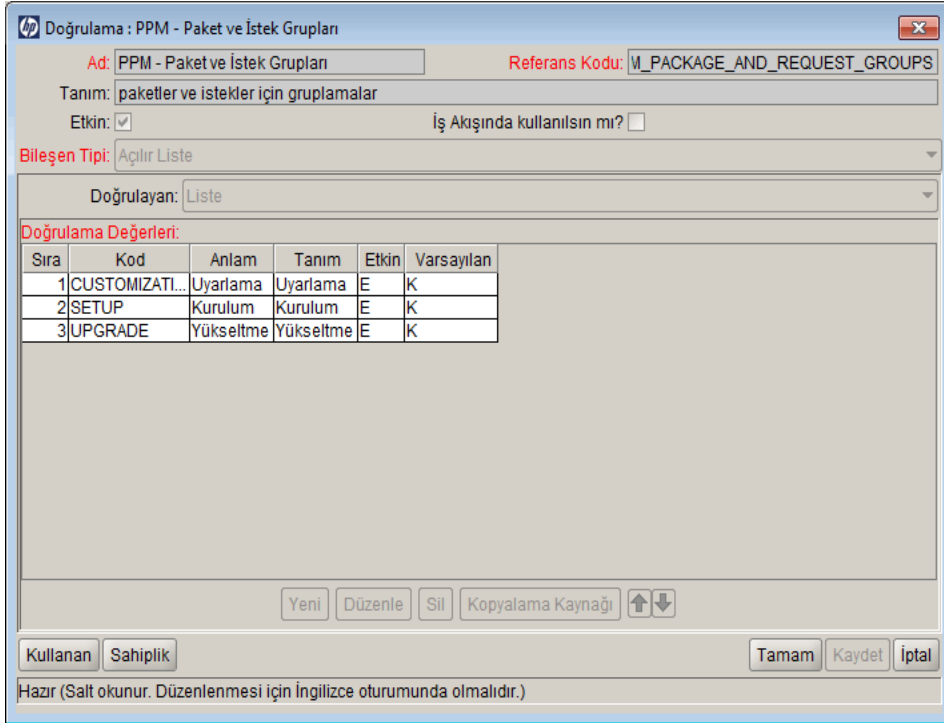 hp Doğrulama : PPM - Paket ve İstek Grupları
Ad: PPM - Paket ve İstek Grupları Referans Kodu: M_PACKAGE_AND_REQUEST_GROUPS
Tanım: paketler ve istekler için gruplamalar
Etkin: İş Akışında kullanılsın mı?
Bileşen Tipi: Açılır Liste
Doğrulayan: Liste
Doğrulama Değerleri:
Sıra Kod Anlam Tanım Etkin Varsayılan
1 CUSTOMIZATI... Uyarlama Uyarlama E K
2 SETUP Kurulum Kurulum E K
3 UPGRADE Yükseltme Yükseltme E K
Yeni Düzenle Sil Kopyalama Kaynağı
Kullanan Sahiplik Tamam Kaydet İptal
Hazır (Salt okunur. Düzenlenmesi için İngilizce oturumunda olmalıdır.)